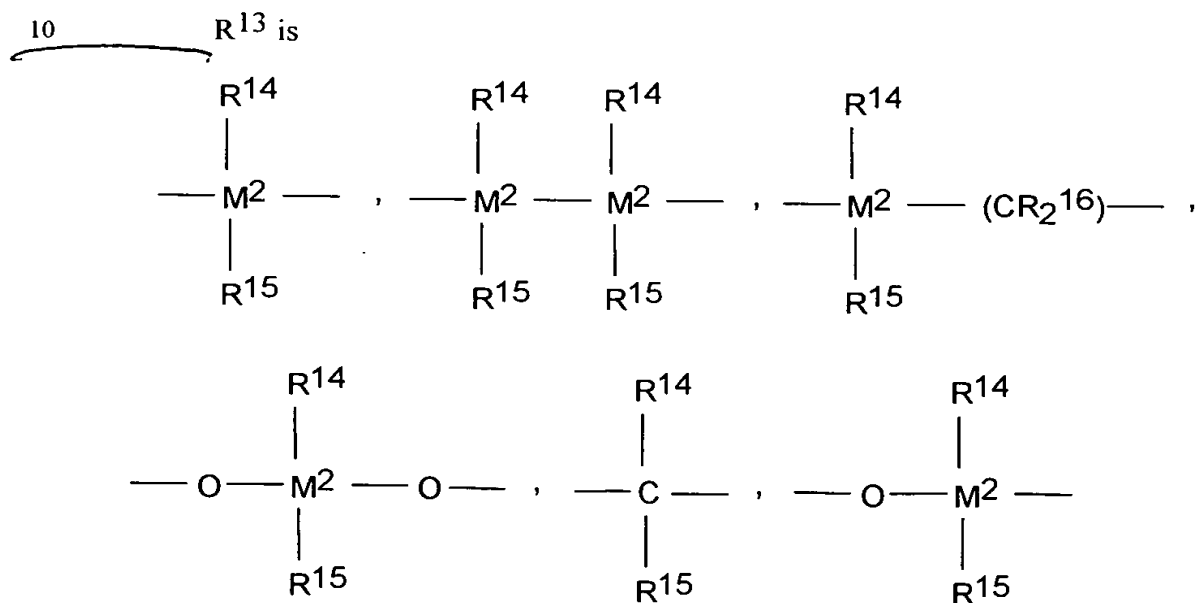 10 R¹³ is
R¹⁴ R¹⁴ R¹⁴ R¹⁴
— M² — , — M² — M² — , — M² — (CR₂¹⁶) — ,
R¹⁵ R¹⁵ R¹⁵ R¹⁵
R¹⁴ R¹⁴ R¹⁴
— O — M² — O — , — C — , — O — M² —
R¹⁵ R¹⁵ R¹⁵